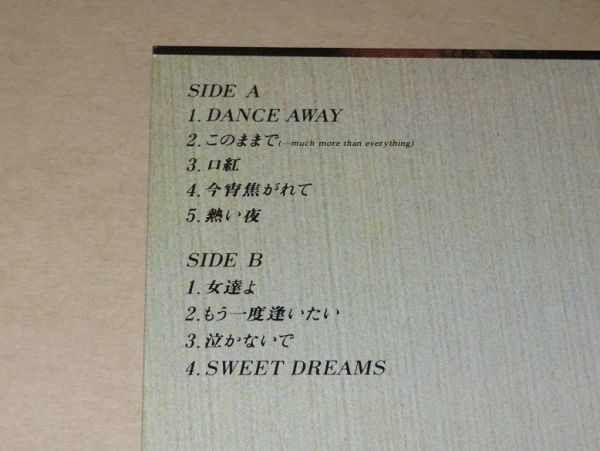 SIDE A
1. DANCE AWAY
2. このままで(…much more than everything)
3. 口紅
4. 今宵焦がれて
5. 熱い夜
SIDE B
1. 女達よ
2. もう一度逢いたい
3. 泣かないで
4. SWEET DREAMS